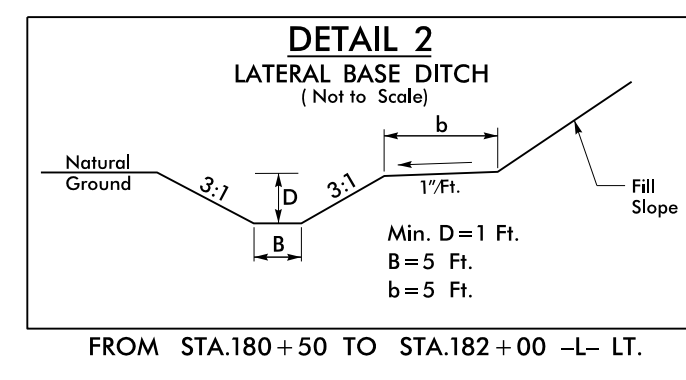 DETAIL 2
LATERAL BASE DITCH
( Not to Scale)
b
Natural
Ground
3:1
D
3:1
1"/Ft.
Fill
Slope
B
Min. D=1 Ft.
B=5 Ft.
b=5 Ft.
FROM STA.180+50 TO STA.182+00 -L- LT.